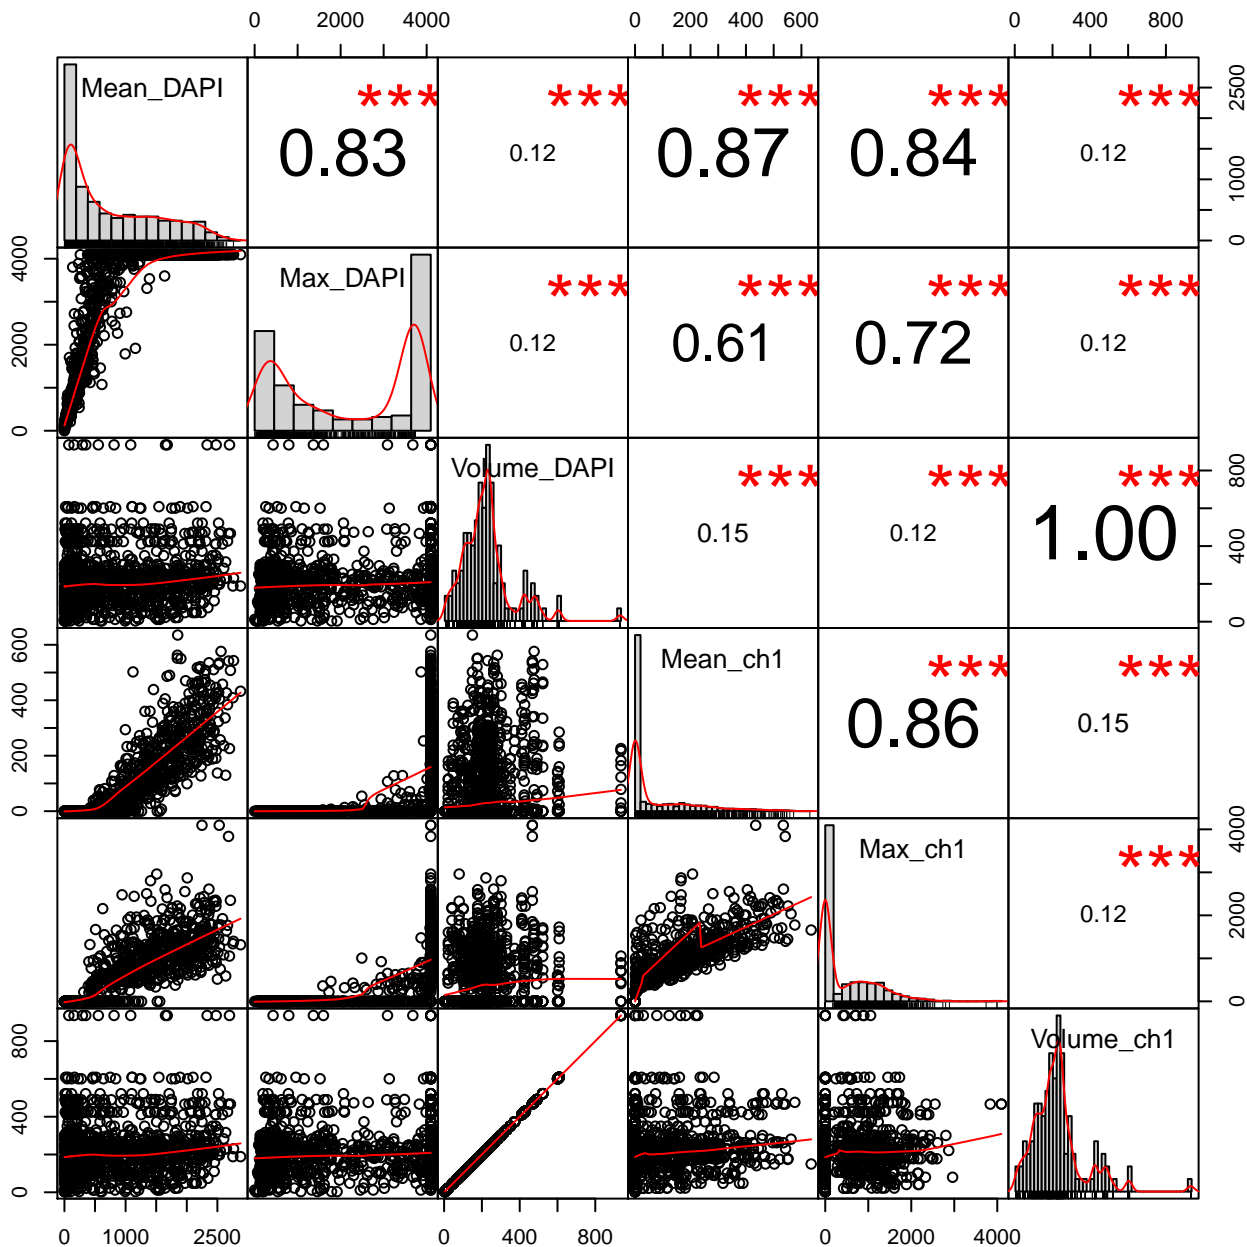 0 2000 4000 0 200 400 600 0 400 800
Mean_DAPI *** 0.83 *** 0.12 *** 0.87 *** 0.84 *** 0.12 0 1000 2500
0 2000 4000 Max_DAPI *** 0.12 *** 0.61 *** 0.72 *** 0.12
Volume_DAPI *** 0.15 *** 0.12 *** 1.00 0 400 800
0 200 400 600 Mean_ch1 *** 0.86 *** 0.15
Max_ch1 *** 0.12 0 2000 4000
0 400 800 Volume_ch1
0 1000 2500 0 400 800 0 2000 4000